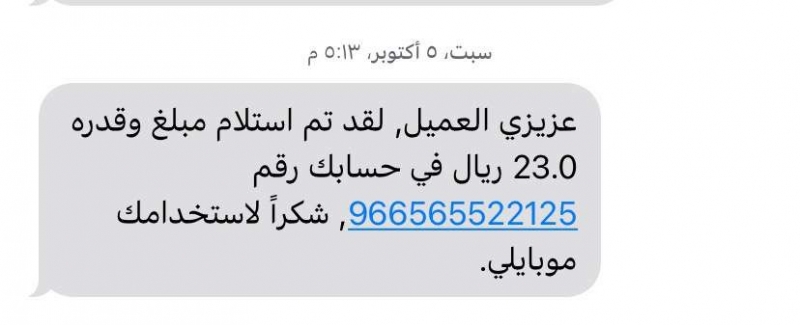 سبت، ٥ أكتوبر، ٥:١٣ م
عزيزي العميل, لقد تم استلام مبلغ وقدره
23.0 ريال في حسابك رقم
966565522125, شكراً لاستخدامك
موبايلي.